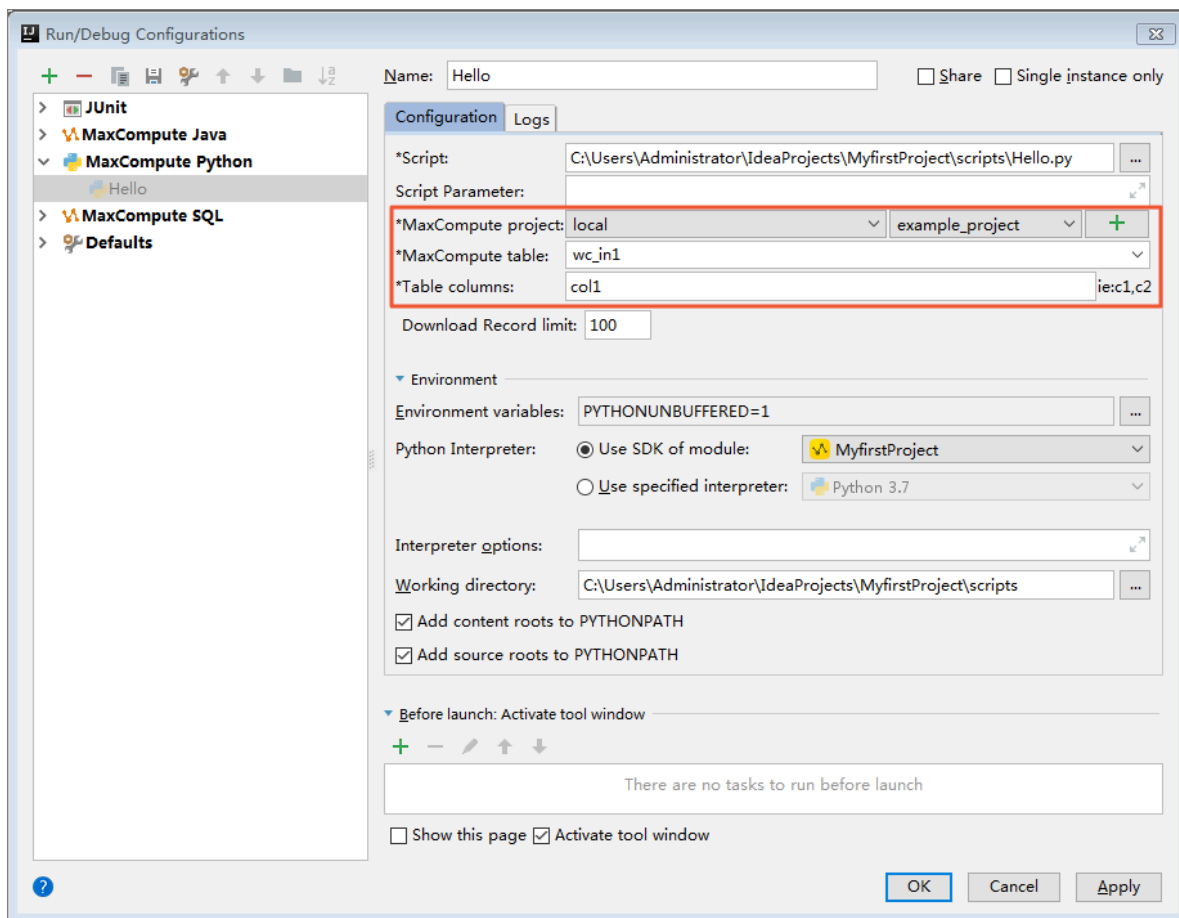 Run/Debug Configurations
Name: Hello
Share Single instance only
JUnit
MaxCompute Java
MaxCompute Python
Hello
MaxCompute SQL
Defaults
Configuration Logs
*Script: C:\Users\Administrator\IdeaProjects\MyfirstProject\scripts\Hello.py ...
Script Parameter:
*MaxCompute project: local example_project
*MaxCompute table: wc_in1
*Table columns: col1 ie:c1,c2
Download Record limit: 100
Environment
Environment variables: PYTHONUNBUFFERED=1 ...
Python Interpreter: Use SDK of module: MyfirstProject
Use specified interpreter: Python 3.7
Interpreter options:
Working directory: C:\Users\Administrator\IdeaProjects\MyfirstProject\scripts ...
Add content roots to PYTHONPATH
Add source roots to PYTHONPATH
Before launch: Activate tool window
There are no tasks to run before launch
Show this page Activate tool window
? OK Cancel Apply